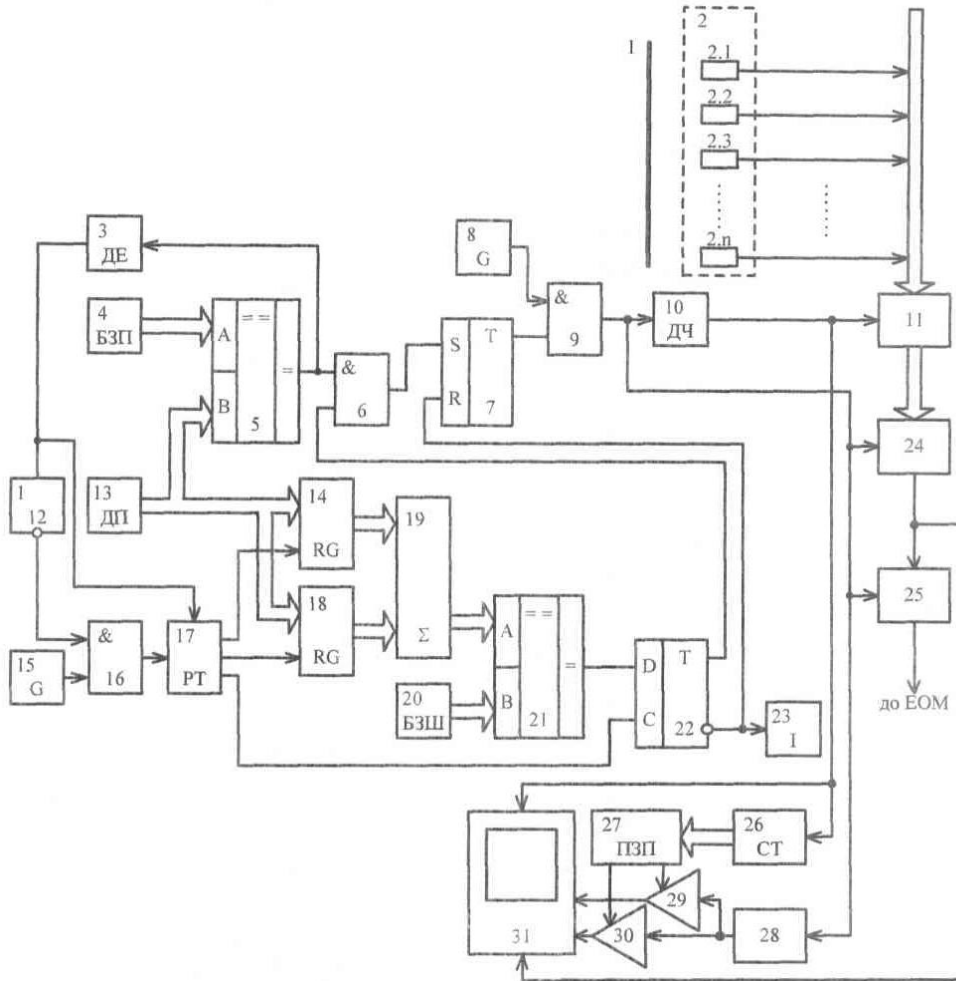 1
2
2.1
2.2
2.3
2.n
3
ДЕ
4
БЗП
A
B
==
=
5
&
6
S
R
T
7
8
G
&
9
10
ДЧ
11
24
25
до ЕОМ
1
12
13
ДП
14
RG
15
G
&
16
17
РТ
18
RG
19
Σ
20
БЗШ
A
B
==
=
21
D
C
T
22
23
I
26
СТ
27
ПЗП
28
29
30
31